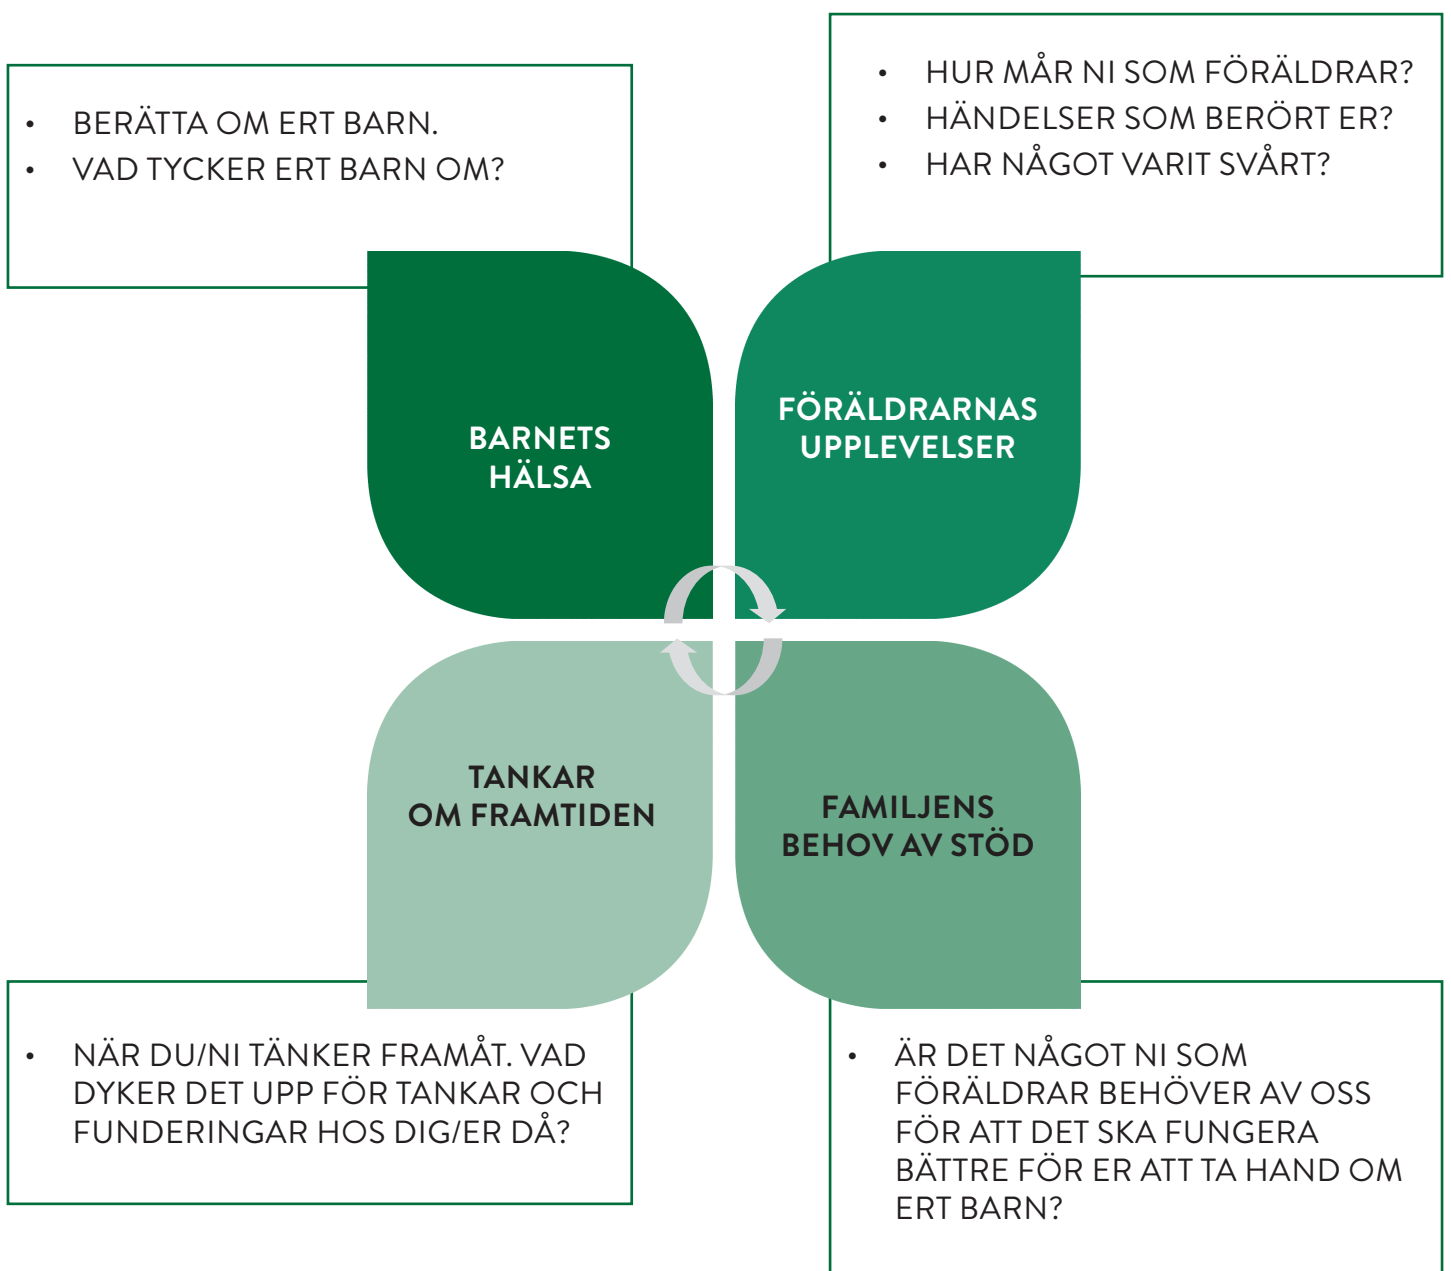 • BERÄTTA OM ERT BARN.
• VAD TYCKER ERT BARN OM?
• HUR MÅR NI SOM FÖRÄLDRAR?
• HÄNDELSER SOM BERÖRT ER?
• HAR NÅGOT VARIT SVÅRT?
BARNETS
HÄLSA
FÖRÄLDRARNAS
UPPLEVELSER
TANKAR
OM FRAMTIDEN
FAMILJENS
BEHOV AV STÖD
• NÄR DU/NI TÄNKER FRAMÅT. VAD
DYKER DET UPP FÖR TANKAR OCH
FUNDERINGAR HOS DIG/ER DÅ?
• ÄR DET NÅGOT NI SOM
FÖRÄLDRAR BEHÖVER AV OSS
FÖR ATT DET SKA FUNGERA
BÄTTRE FÖR ER ATT TA HAND OM
ERT BARN?